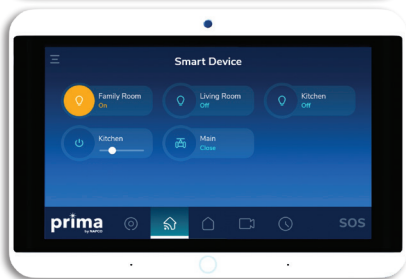 Smart Device
Family Room
On
Living Room
Off
Kitchen
Off
Kitchen
Main
Close
prima
by NAPCO
SOS